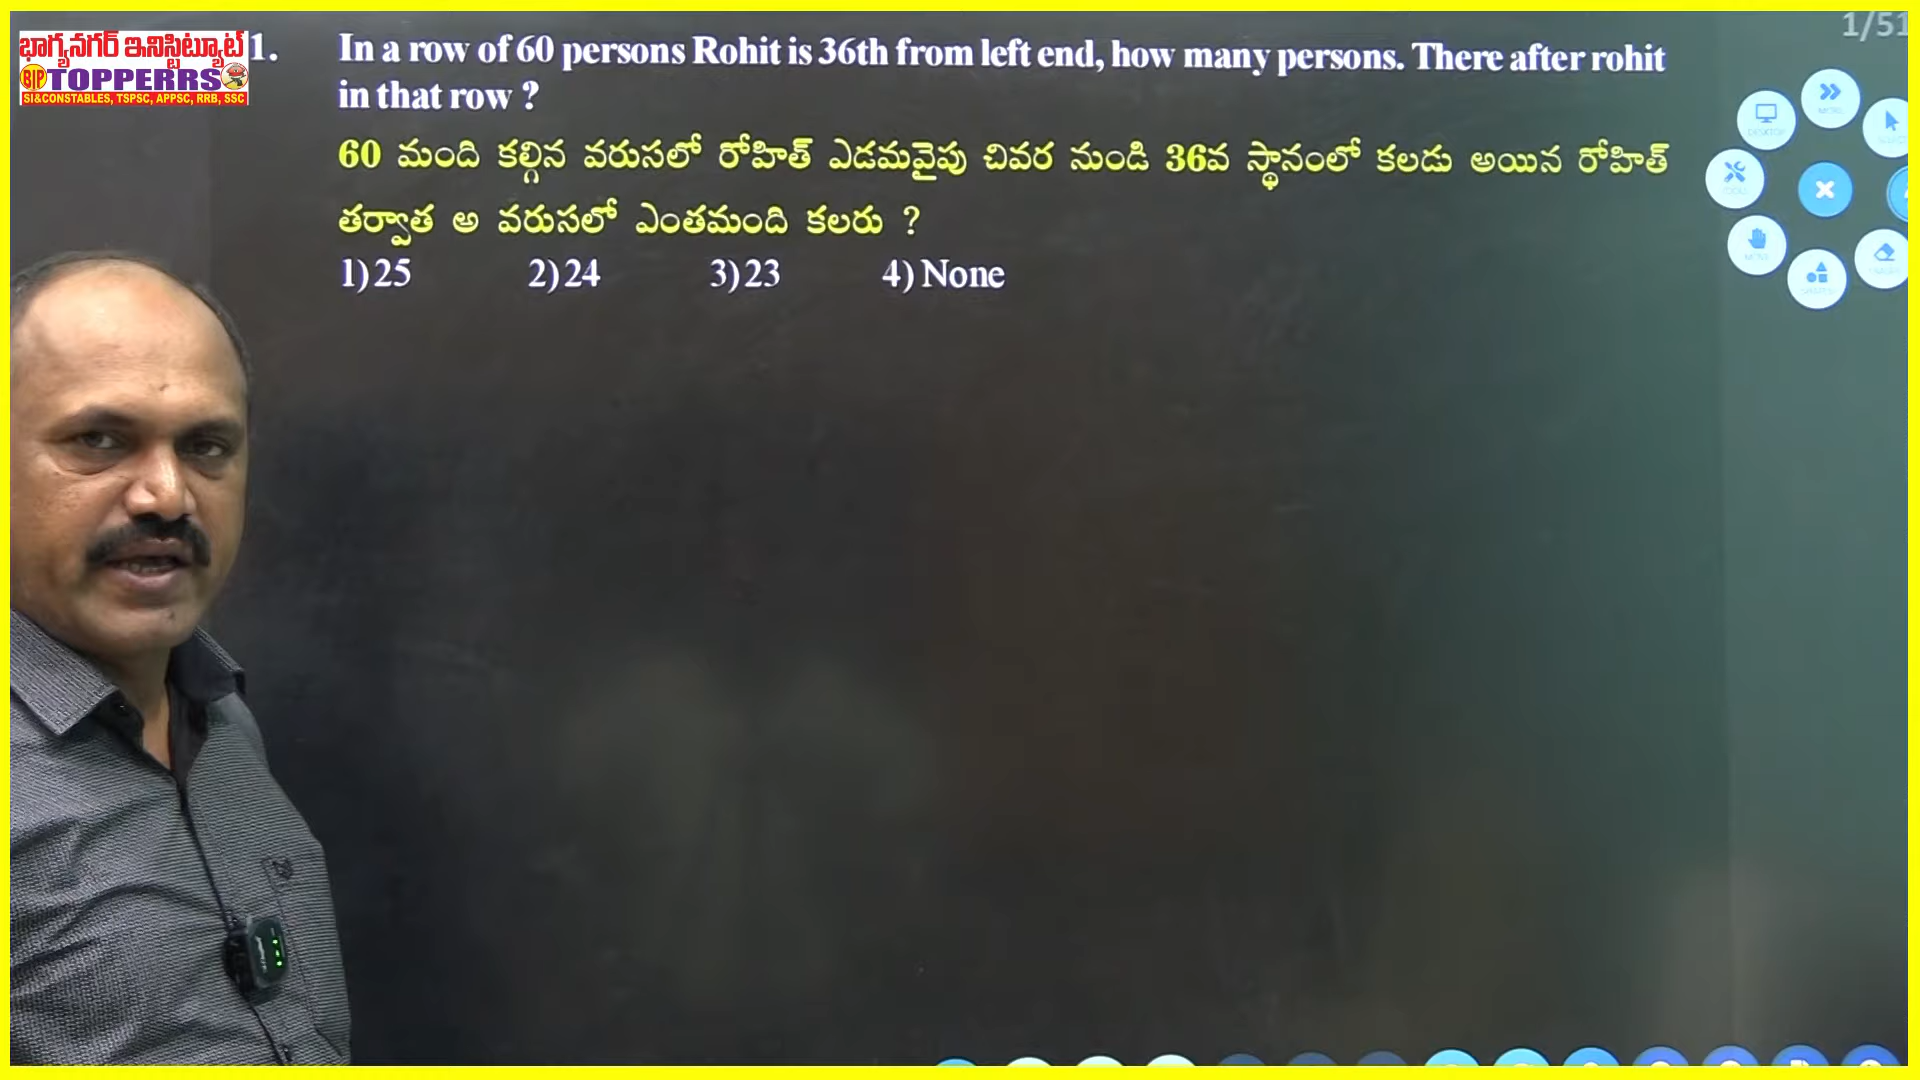 భాగ్యనగర్ ఇనిస్టిట్యూట్
BIP TOPPERRS
SI&CONSTABLES, TSPSC, APPSC, RRB, SSC
1/51
1. In a row of 60 persons Rohit is 36th from left end, how many persons. There after rohit
in that row ?
60 మంది కల్గిన వరుసలో రోహిత్ ఎడమవైపు చివర నుండి 36వ స్థానంలో కలడు అయిన రోహిత్
తర్వాత అ వరుసలో ఎంతమంది కలరు ?
1) 25 2) 24 3) 23 4) None
MORE
DESKTOP